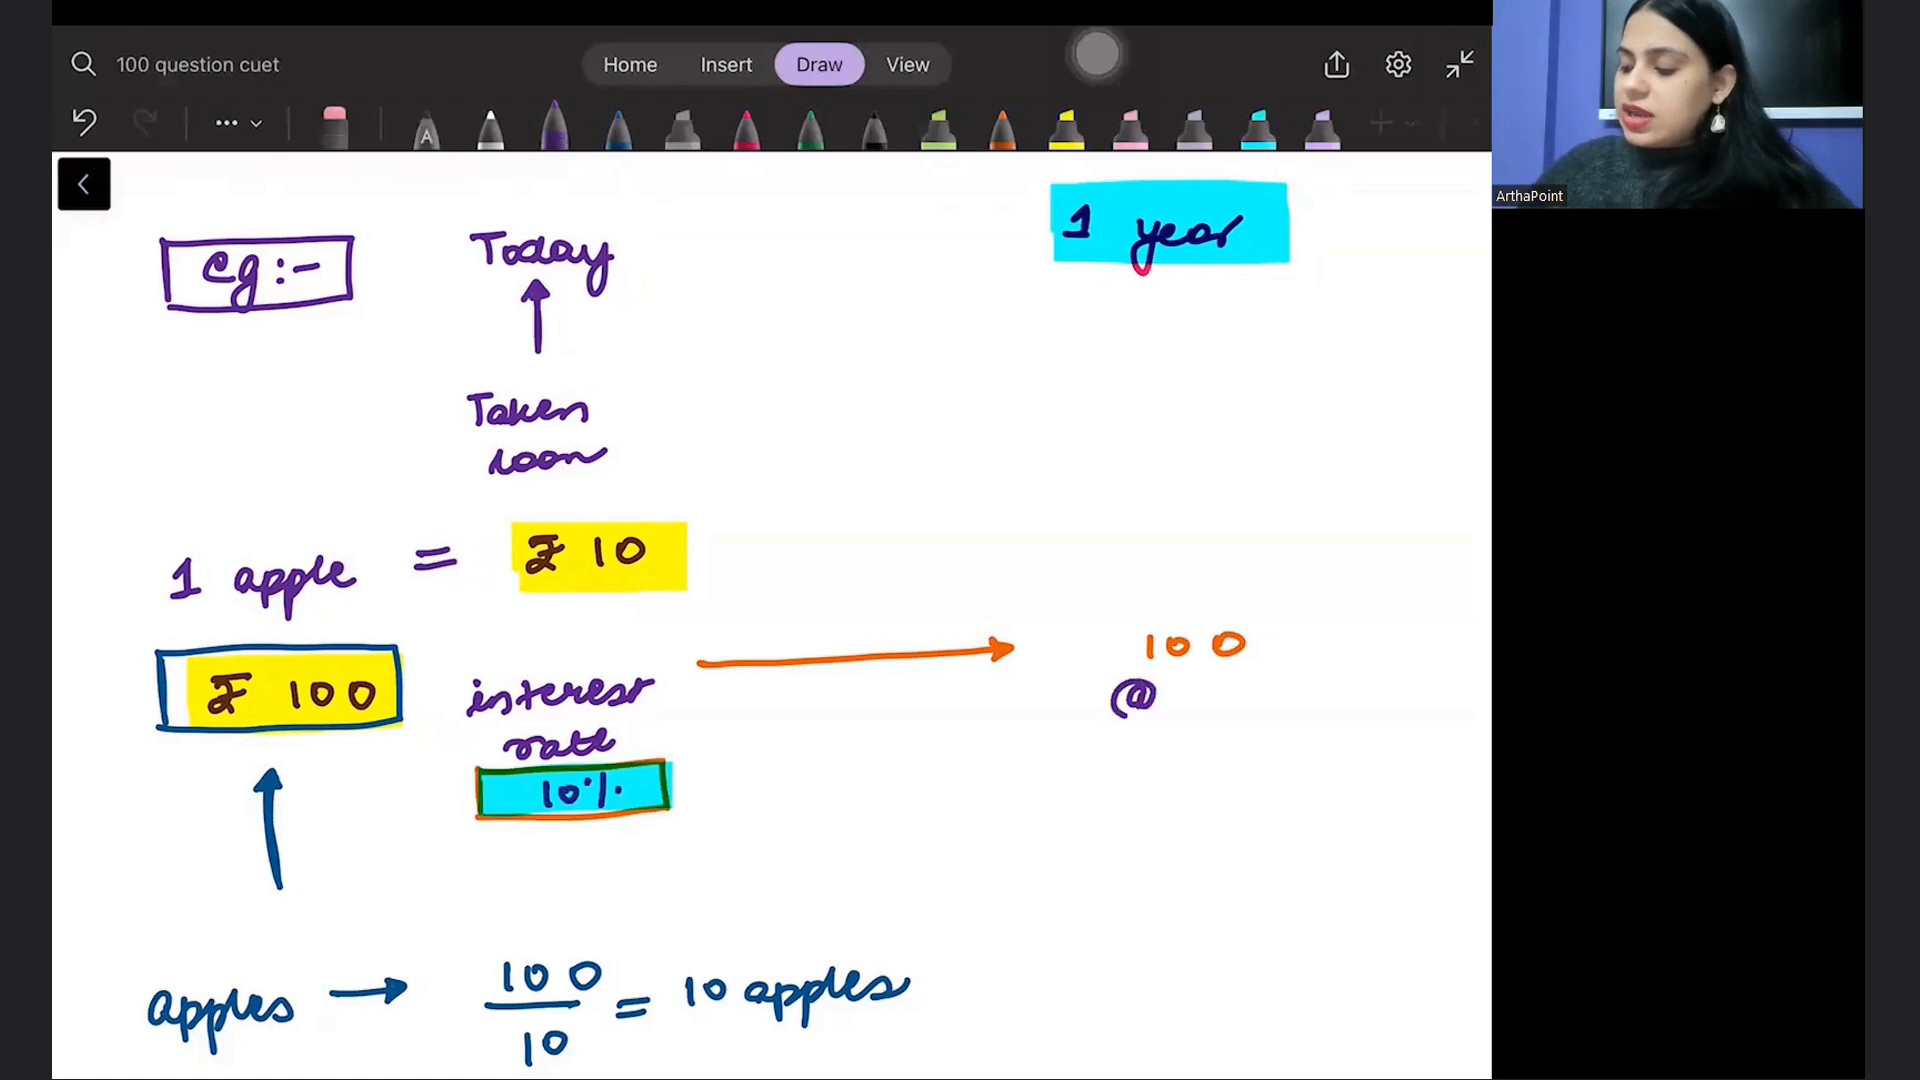 100 question cuet
Home Insert Draw View
A
ArthaPoint
1 year
eg :- Today
Taken
loan
1 apple = ₹ 10
₹ 100
interest
rate
10%
100
@
apples → 100/10 = 10 apples